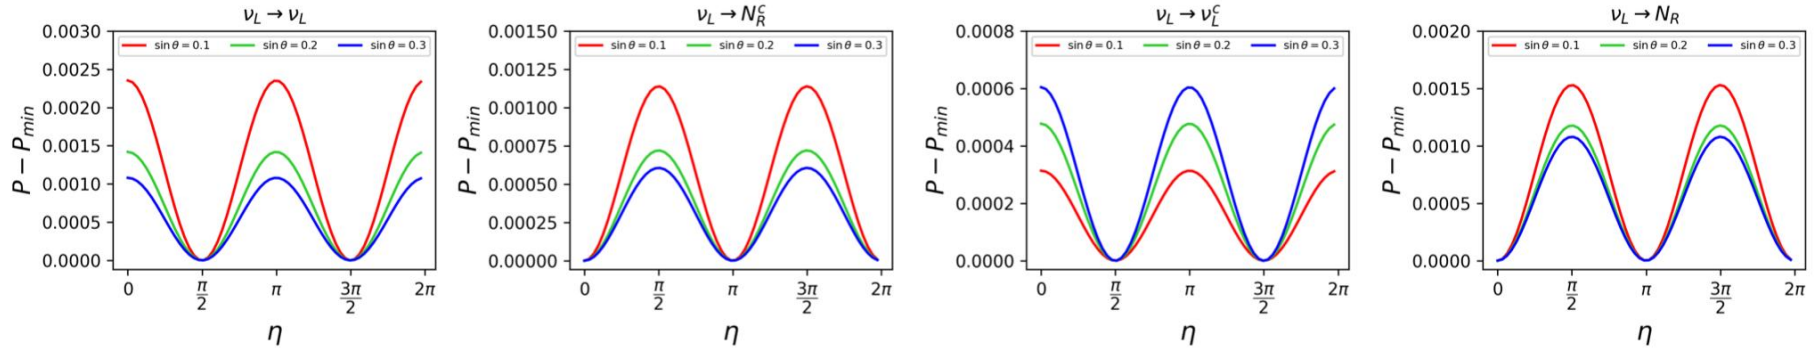 ν_L → ν_L
sin θ = 0.1 sin θ = 0.2 sin θ = 0.3
0.0030
0.0025
0.0020
0.0015
0.0010
0.0005
0.0000
P − P_min
0 π/2 π 3π/2 2π
η
ν_L → N_R^c
sin θ = 0.1 sin θ = 0.2 sin θ = 0.3
0.00150
0.00125
0.00100
0.00075
0.00050
0.00025
0.00000
P − P_min
0 π/2 π 3π/2 2π
η
ν_L → ν_L^c
sin θ = 0.1 sin θ = 0.2 sin θ = 0.3
0.0008
0.0006
0.0004
0.0002
0.0000
P − P_min
0 π/2 π 3π/2 2π
η
ν_L → N_R
sin θ = 0.1 sin θ = 0.2 sin θ = 0.3
0.0020
0.0015
0.0010
0.0005
0.0000
P − P_min
0 π/2 π 3π/2 2π
η